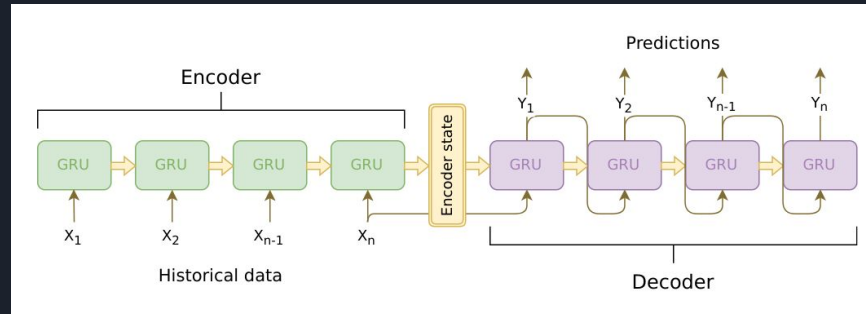 Predictions
Encoder
Y1 Y2 Yn-1 Yn
GRU GRU GRU GRU Encoder state GRU GRU GRU GRU
X1 X2 Xn-1 Xn
Historical data
Decoder